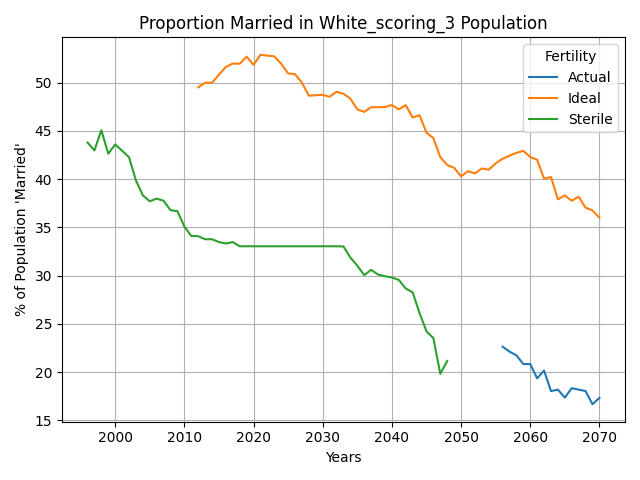 Proportion Married in White_scoring_3 Population
% of Population 'Married'
50
45
40
35
30
25
20
15
Fertility
Actual
Ideal
Sterile
2000 2010 2020 2030 2040 2050 2060 2070
Years